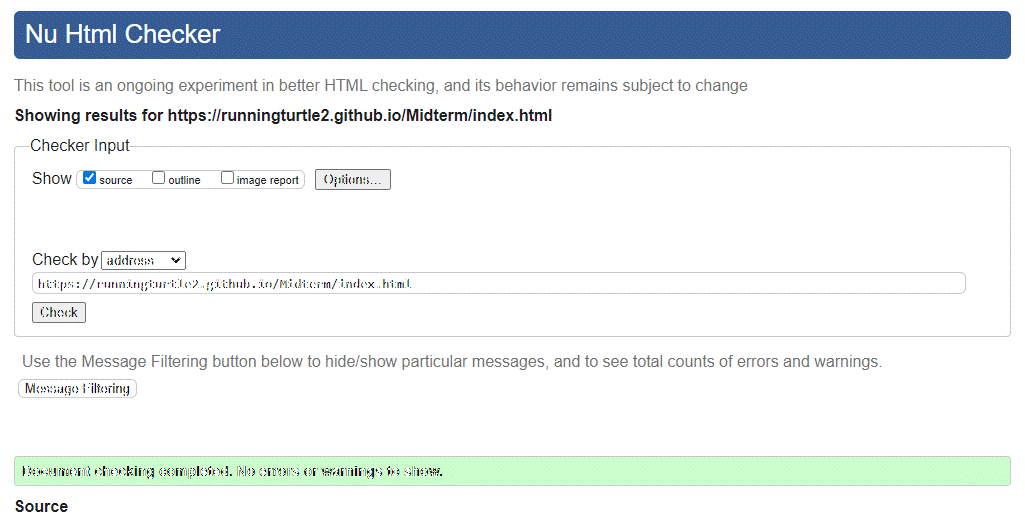 Nu Html Checker
This tool is an ongoing experiment in better HTML checking, and its behavior remains subject to change
Showing results for https://runningturtle2.github.io/Midterm/index.html
Checker Input
Show source outline image report Options...
Check by address
https://runningturtle2.github.io/Midterm/index.html
Check
Use the Message Filtering button below to hide/show particular messages, and to see total counts of errors and warnings.
Message Filtering
Document checking completed. No errors or warnings to show.
Source